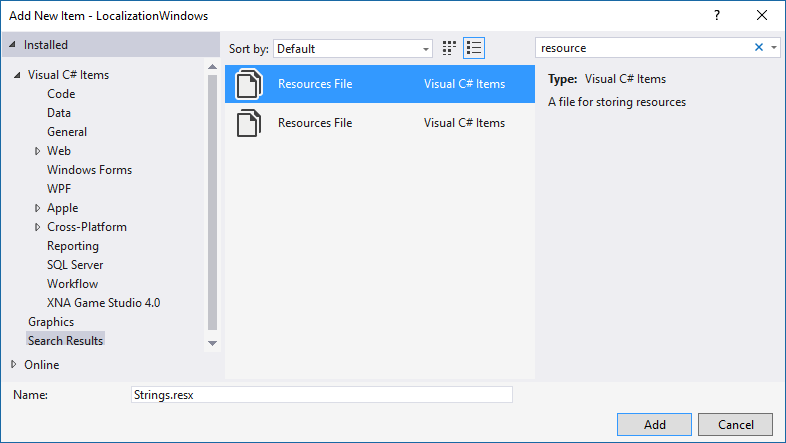 Add New Item - LocalizationWindows
Installed
Sort by: Default
resource
Visual C# Items
Code
Data
General
Web
Windows Forms
WPF
Apple
Cross-Platform
Reporting
SQL Server
Workflow
XNA Game Studio 4.0
Graphics
Search Results
Online
Resources File Visual C# Items
Resources File Visual C# Items
Type: Visual C# Items
A file for storing resources
Name: Strings.resx
Add Cancel